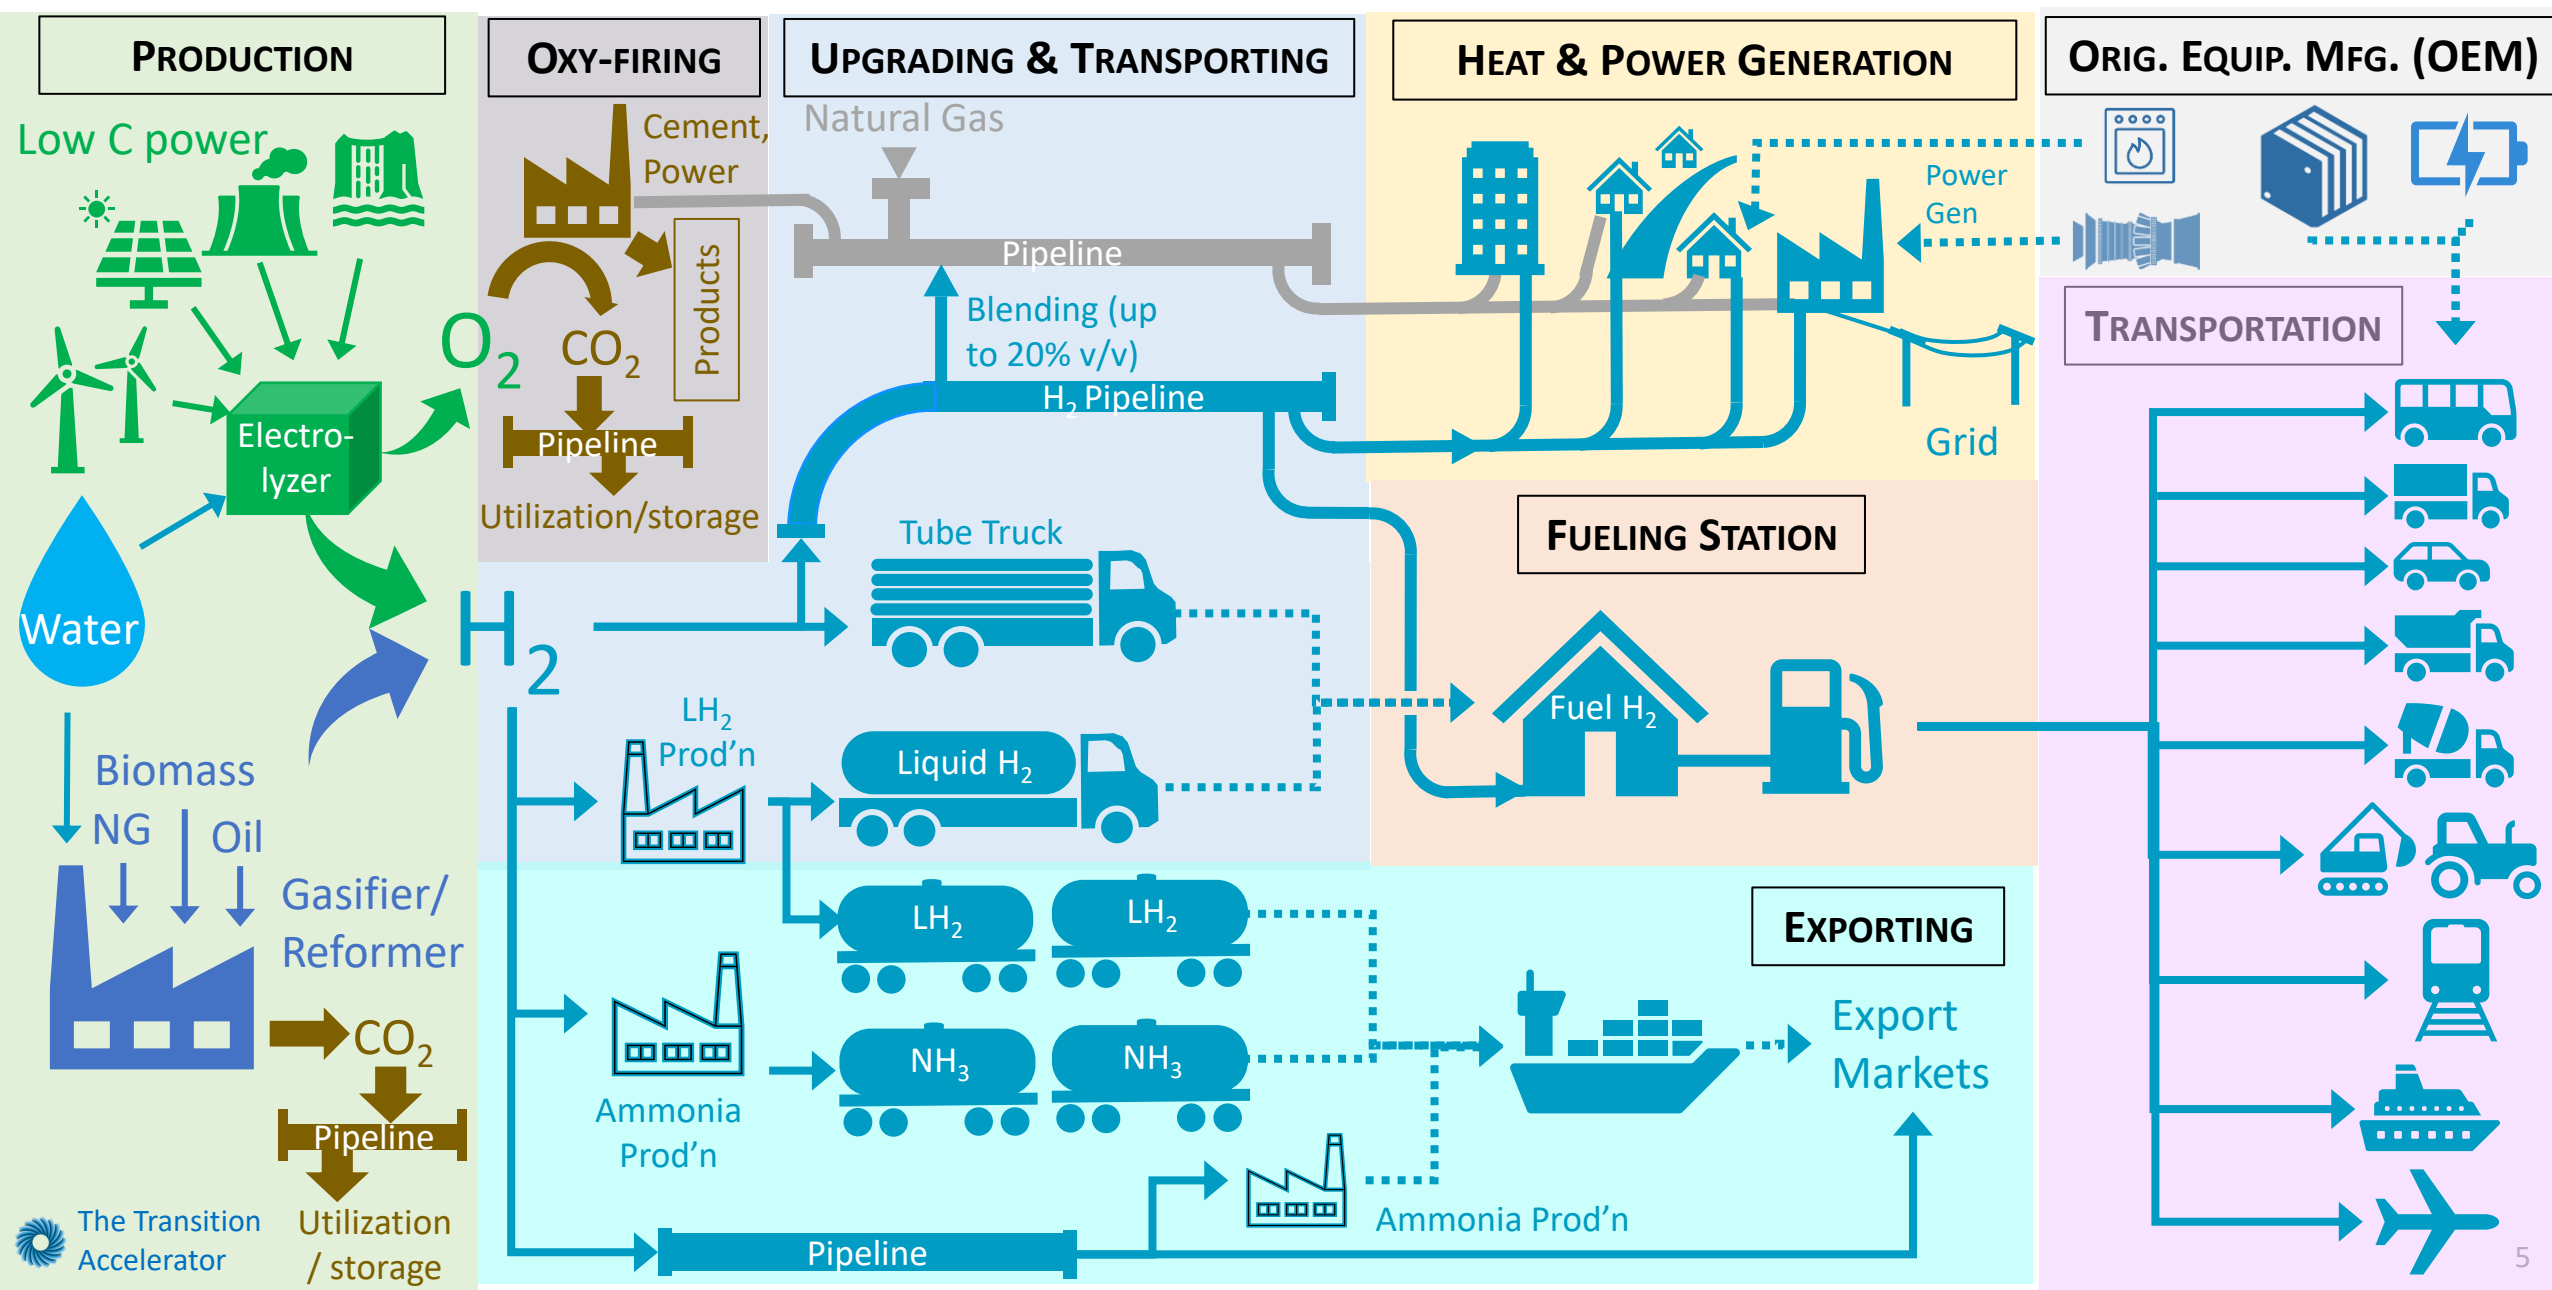 PRODUCTION
Low C power
Electro-
lyzer
O2
Water
H2
Biomass
NG
Oil
Gasifier/
Reformer
CO2
Pipeline
Utilization
/ storage
The Transition
Accelerator
OXY-FIRING
Cement,
Power
Products
CO2
Pipeline
Utilization/storage
UPGRADING & TRANSPORTING
Natural Gas
Pipeline
Blending (up
to 20% v/v)
H2 Pipeline
Tube Truck
LH2
Prod’n
Liquid H2
HEAT & POWER GENERATION
Power
Gen
Grid
FUELING STATION
Fuel H2
EXPORTING
LH2
LH2
NH3
NH3
Ammonia
Prod’n
Export
Markets
Ammonia Prod’n
Pipeline
ORIG. EQUIP. MFG. (OEM)
TRANSPORTATION
5